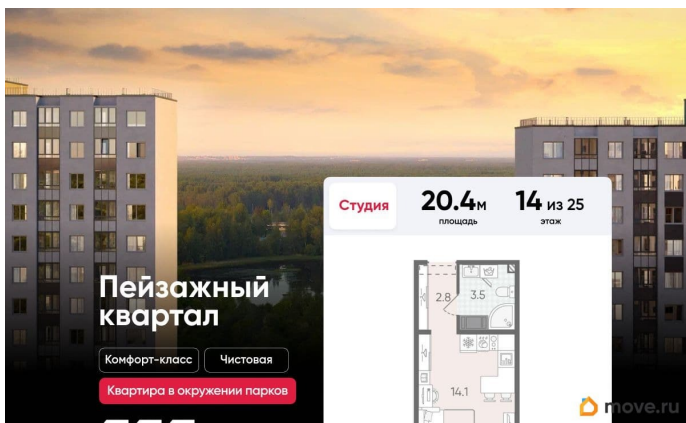 Студия
20.4м
площадь
14 из 25
этаж
Пейзажный
квартал
Комфорт-класс
Чистовая
Квартира в окружении парков
2.8
3.5
14.1
move.ru